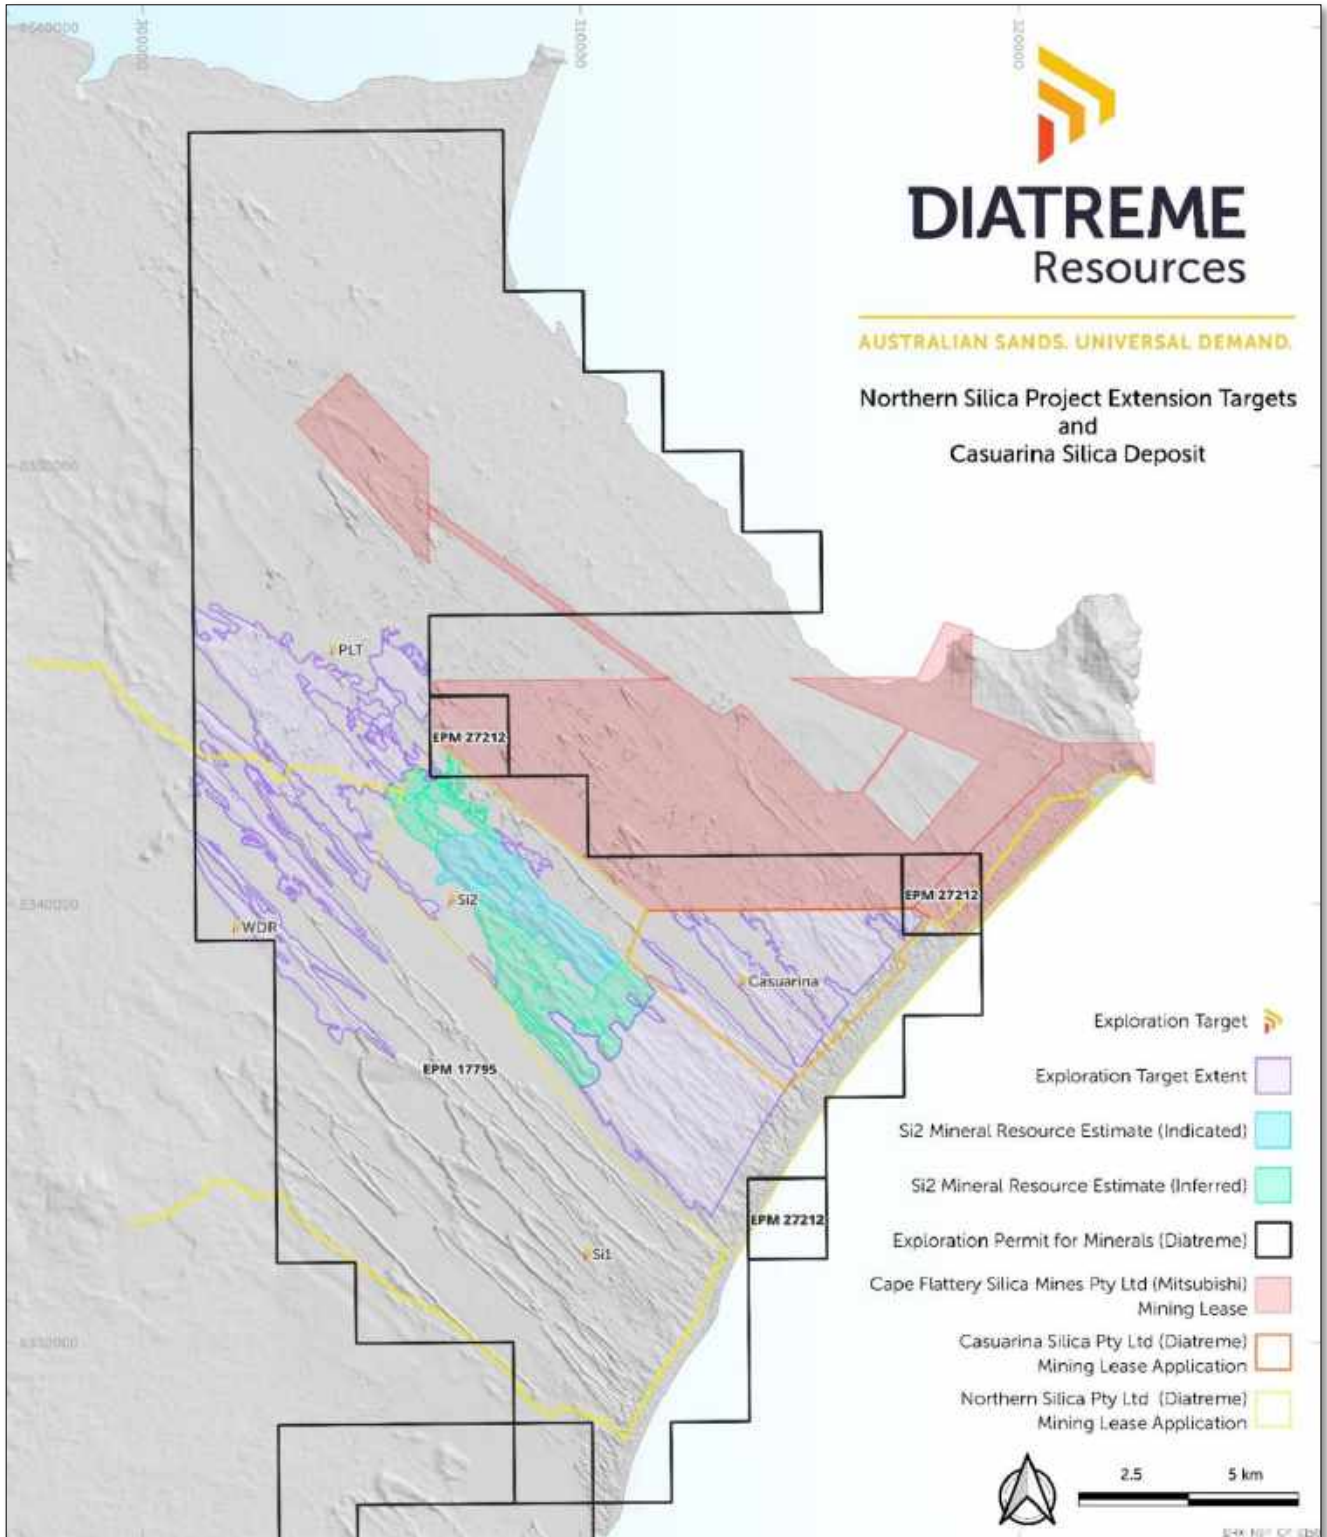 300000
310000
320000
DIATREME
Resources
AUSTRALIAN SANDS. UNIVERSAL DEMAND.
Northern Silica Project Extension Targets
and
Casuarina Silica Deposit
PLT
EPM 27212
EPM 27212
Si2
WDR
Casuarina
EPM 17795
EPM 27212
Si1
Exploration Target
Exploration Target Extent
Si2 Mineral Resource Estimate (Indicated)
Si2 Mineral Resource Estimate (Inferred)
Exploration Permit for Minerals (Diatreme)
Cape Flattery Silica Mines Pty Ltd (Mitsubishi)
Mining Lease
Casuarina Silica Pty Ltd (Diatreme)
Mining Lease Application
Northern Silica Pty Ltd (Diatreme)
Mining Lease Application
2.5 5 km